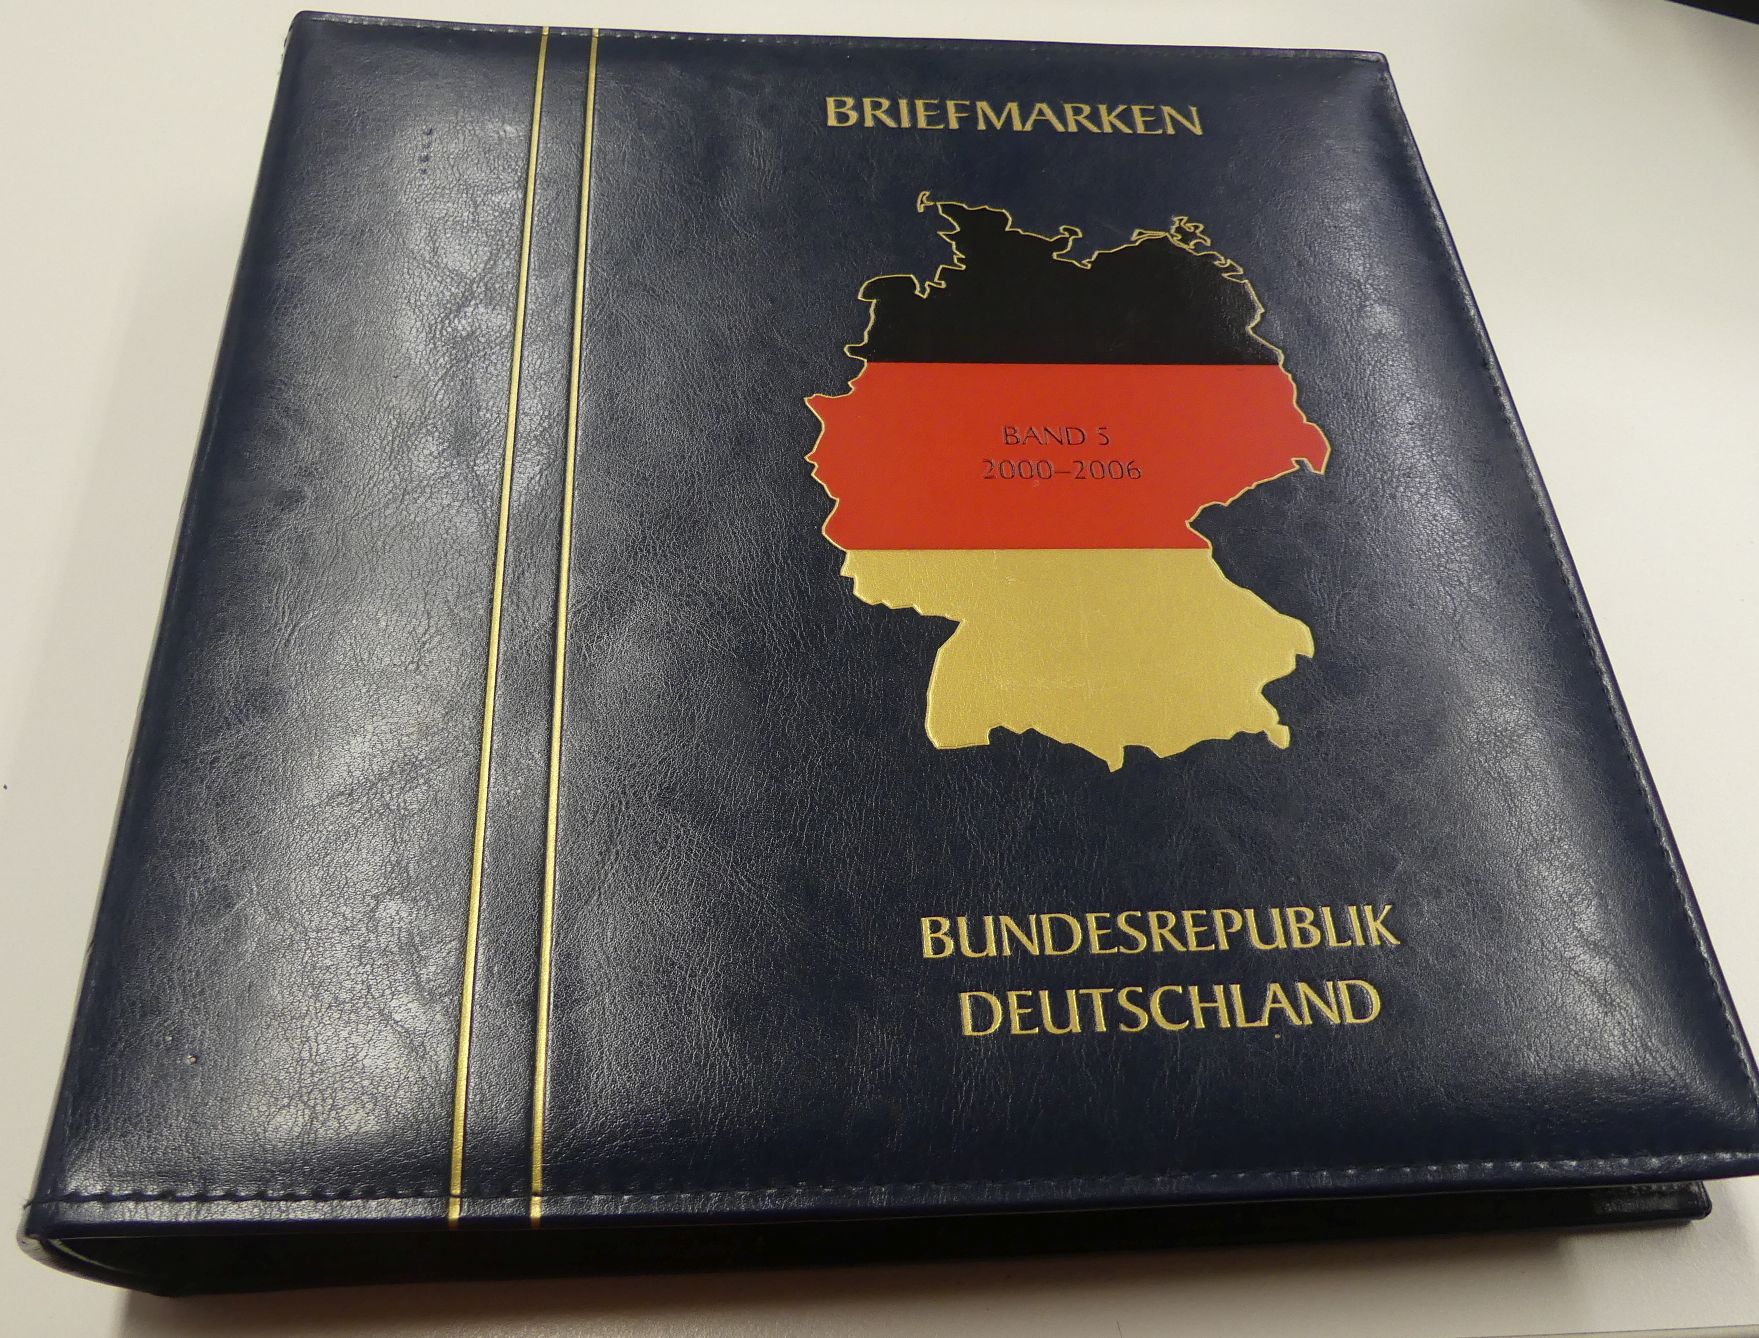 BRIEFMARKEN
BAND 5
2000–2006
BUNDESREPUBLIK
DEUTSCHLAND